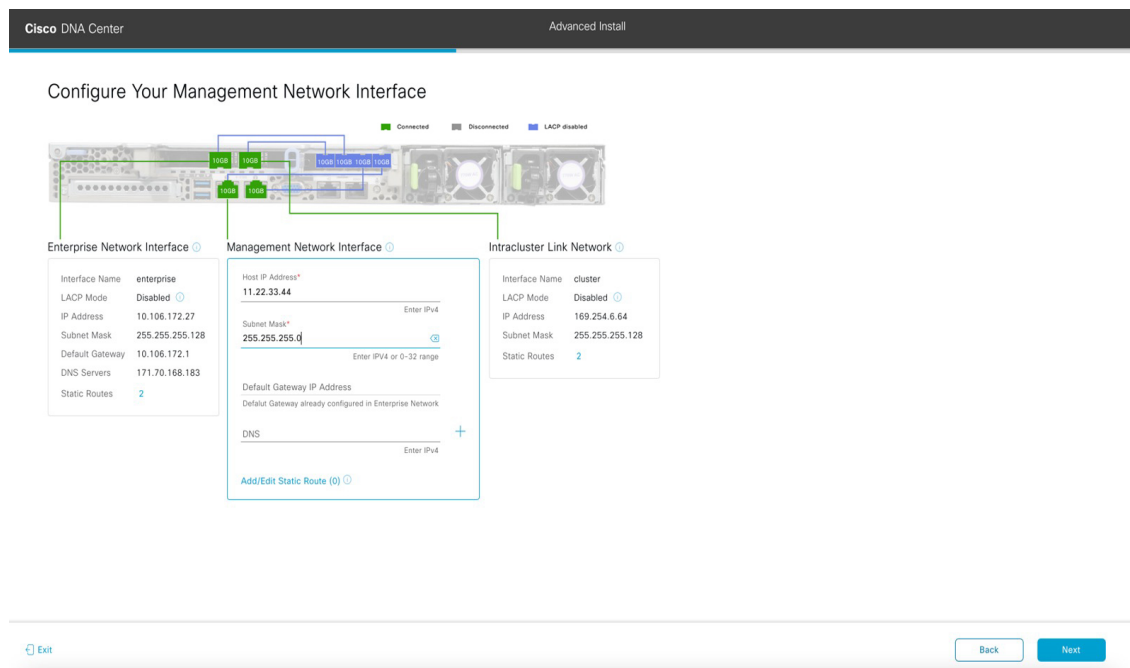 Cisco DNA Center
Advanced Install
Configure Your Management Network Interface
Connected Disconnected LACP disabled
10GB 10GB 10GB 10GB 10GB 10GB
10GB 10GB
Enterprise Network Interface
Interface Name enterprise
LACP Mode Disabled
IP Address 10.106.172.27
Subnet Mask 255.255.255.128
Default Gateway 10.106.172.1
DNS Servers 171.70.168.183
Static Routes 2
Management Network Interface
Host IP Address*
11.22.33.44
Enter IPv4
Subnet Mask*
255.255.255.0
Enter IPV4 or 0-32 range
Default Gateway IP Address
Defalut Gateway already configured in Enterprise Network
DNS
Enter IPv4
Add/Edit Static Route (0)
Intracluster Link Network
Interface Name cluster
LACP Mode Disabled
IP Address 169.254.6.64
Subnet Mask 255.255.255.128
Static Routes 2
Exit
Back
Next